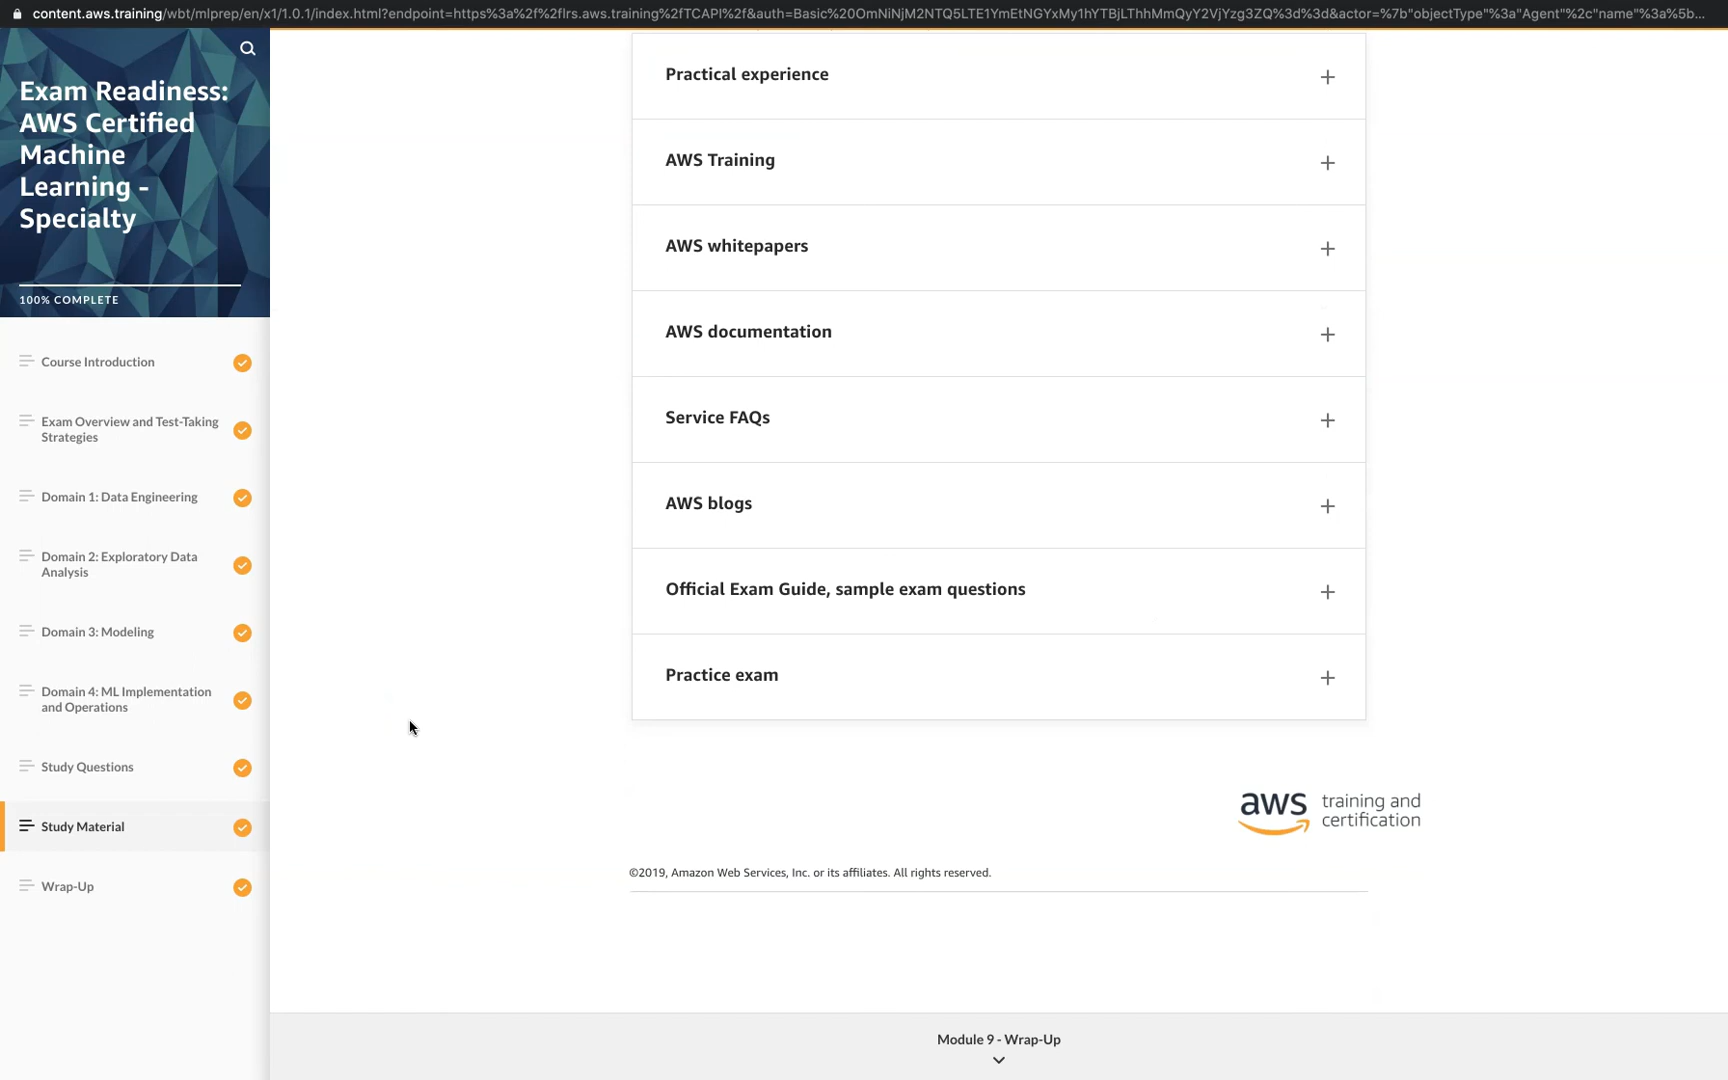 content.aws.training/wbt/mlprep/en/x1/1.0.1/index.html?endpoint=https%3a%2f%2flrs.aws.training%2fTCAPI%2f&auth=Basic%20OmNiNjM2NTQ5LTE1YmEtNGYxMy1hYTBjLThhMmQyY2VjYzg3ZQ%3d%3d&actor=%7b"objectType"%3a"Agent"%2c"name"%3a%5b...
Exam Readiness:
AWS Certified
Machine
Learning -
Specialty
100% COMPLETE
Course Introduction
Exam Overview and Test-Taking
Strategies
Domain 1: Data Engineering
Domain 2: Exploratory Data
Analysis
Domain 3: Modeling
Domain 4: ML Implementation
and Operations
Study Questions
Study Material
Wrap-Up
Practical experience
AWS Training
AWS whitepapers
AWS documentation
Service FAQs
AWS blogs
Official Exam Guide, sample exam questions
Practice exam
aws training and
certification
©2019, Amazon Web Services, Inc. or its affiliates. All rights reserved.
Module 9 - Wrap-Up